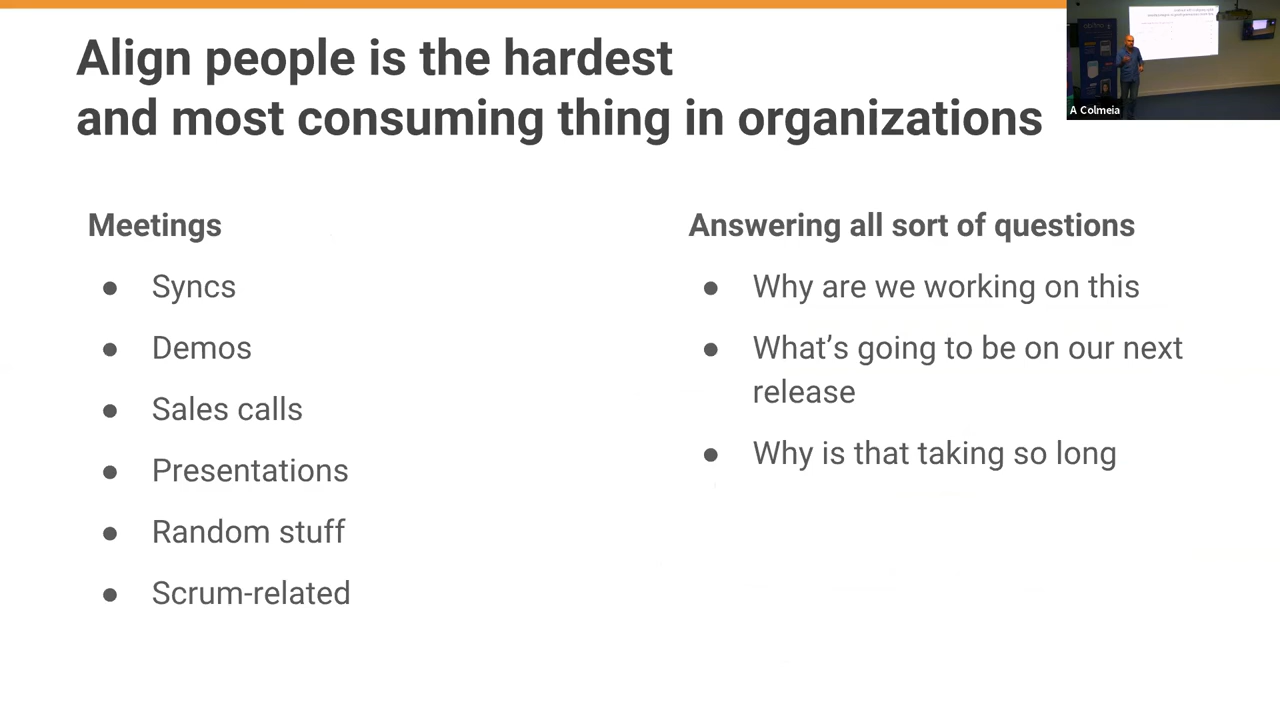 Align people is the hardest
and most consuming thing in organizations
A Colmeia
Meetings
● Syncs
● Demos
● Sales calls
● Presentations
● Random stuff
● Scrum-related
Answering all sort of questions
● Why are we working on this
● What’s going to be on our next
release
● Why is that taking so long